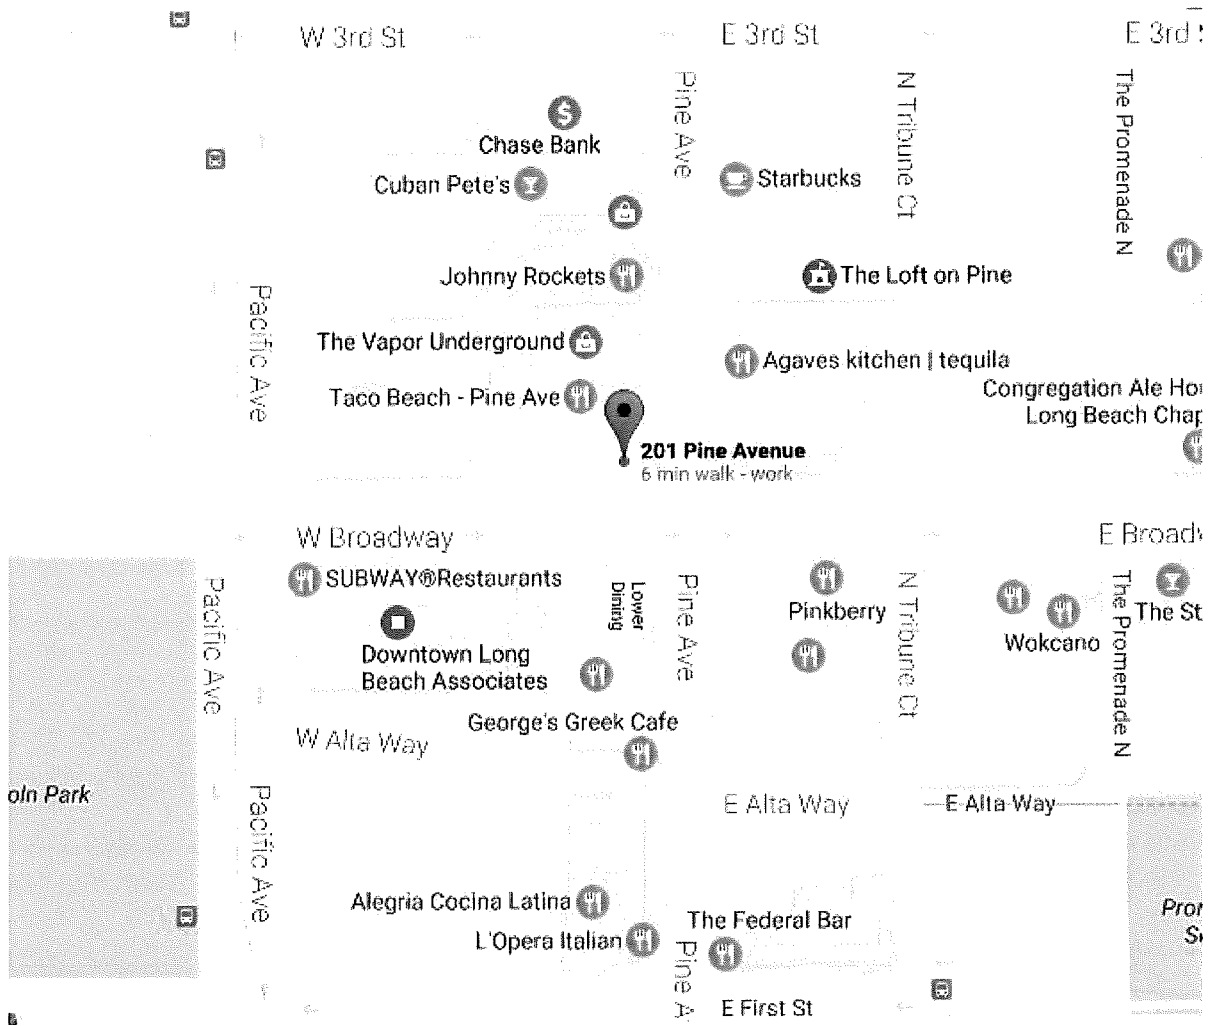 W 3rd St
E 3rd St
E 3rd
Pine Ave
N Tribune Ct
The Promenade N
Chase Bank
Cuban Pete's
Starbucks
Johnny Rockets
The Loft on Pine
Pacific Ave
The Vapor Underground
Agaves kitchen | tequila
Taco Beach - Pine Ave
Congregation Ale Ho
Long Beach Chap
201 Pine Avenue
6 min walk - work
W Broadway
E Broadw
SUBWAY®Restaurants
Lower
Dining
Pine Ave
Pinkberry
N Tribune Ct
The Promenade N
The St
Pacific Ave
Wokcano
Downtown Long
Beach Associates
George's Greek Cafe
W Alta Way
oln Park
Pacific Ave
E Alta Way
E Alta Way
Alegria Cocina Latina
The Federal Bar
L'Opera Italian
Pine A
Pror
S
E First St